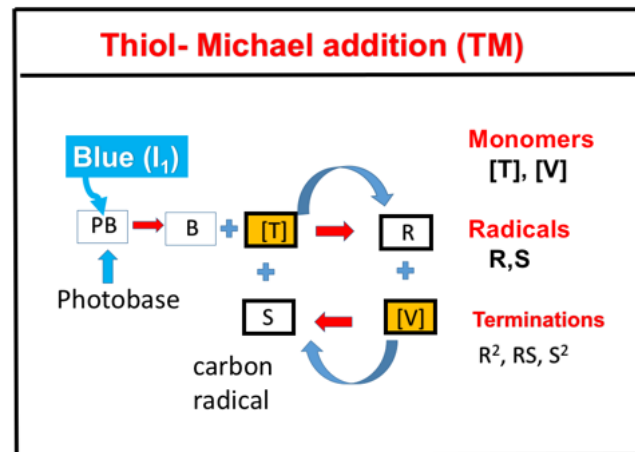 Thiol- Michael addition (TM)
Blue (I₁)
PB
B
+
[T]
R
Photobase
+
+
S
[V]
carbon
radical
Monomers
[T], [V]
Radicals
R,S
Terminations
R², RS, S²